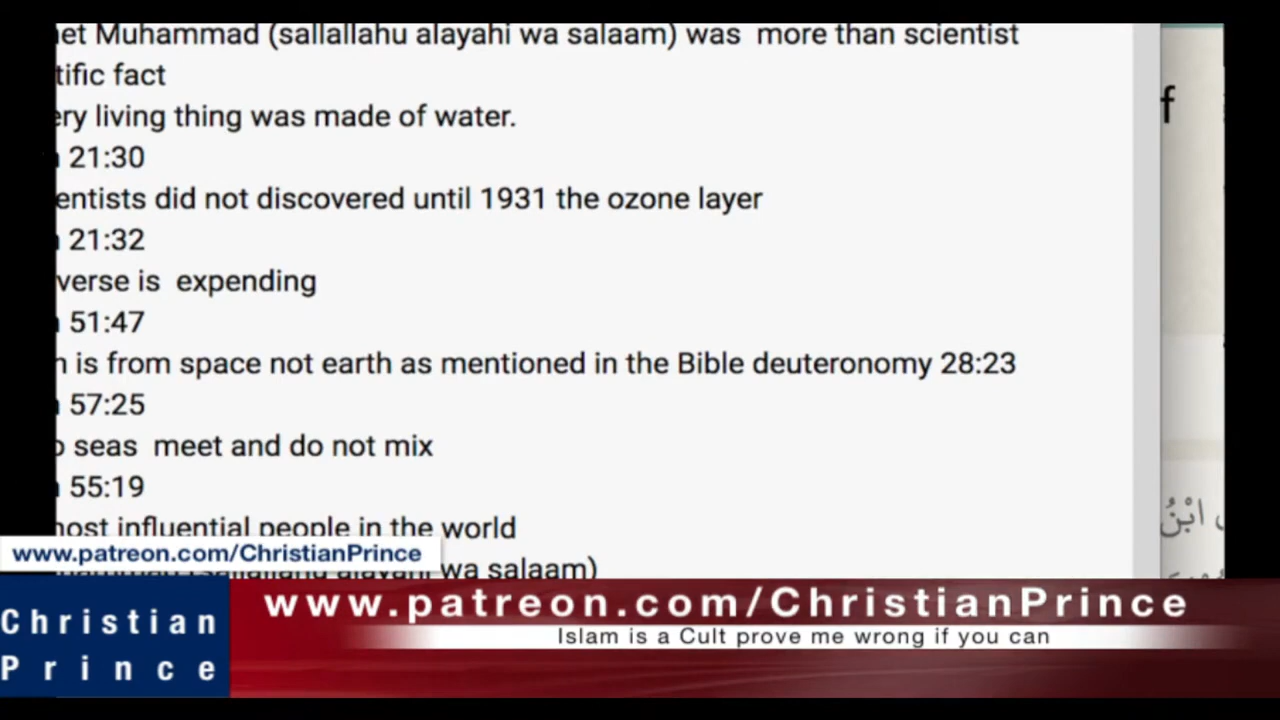 et Muhammad (sallallahu alayahi wa salaam) was more than scientist
tific fact
ery living thing was made of water.
21:30
entists did not discovered until 1931 the ozone layer
21:32
verse is expending
51:47
n is from space not earth as mentioned in the Bible deuteronomy 28:23
57:25
o seas meet and do not mix
55:19
most influential people in the world
wa salaam)
f
ابْنُ
www.patreon.com/ChristianPrince
Christian
Prince
www.patreon.com/ChristianPrince
Islam is a Cult prove me wrong if you can